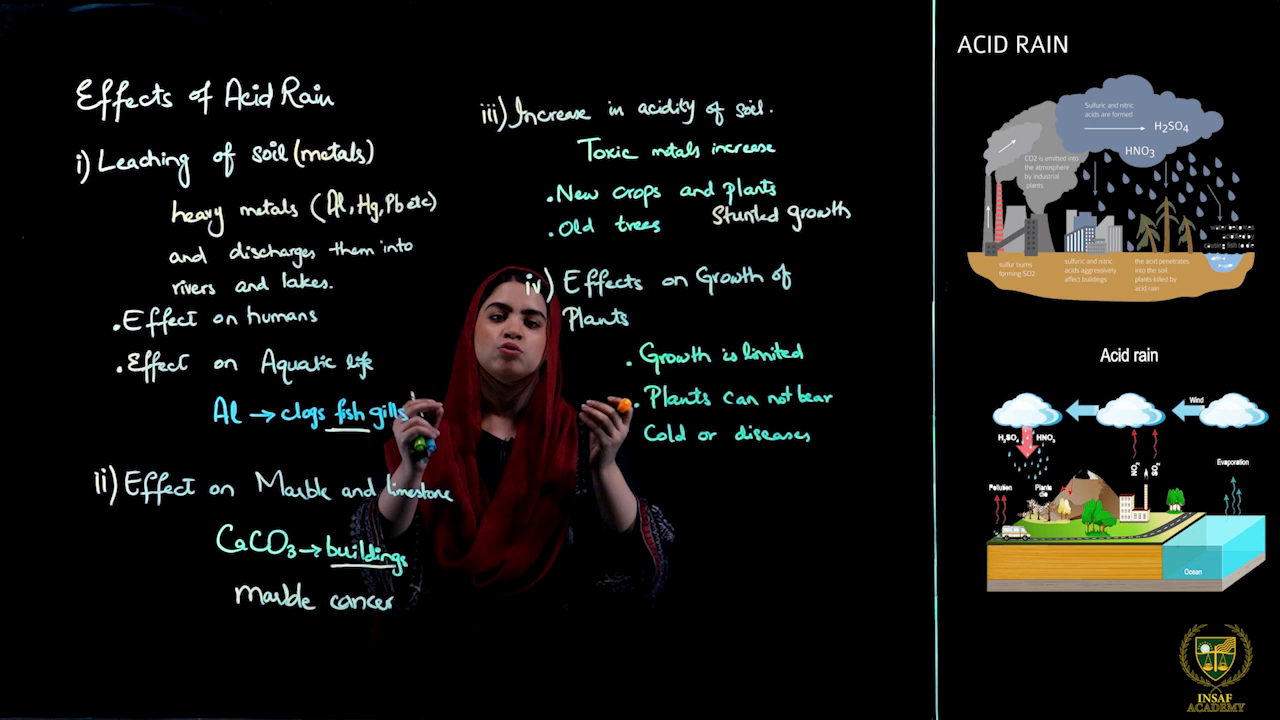 Effects of Acid Rain
i) Leaching of soil (metals)
heavy metals (Al, Hg, Pb etc)
and discharges them into
rivers and lakes.
. Effect on humans
. Effect on Aquatic life
Al → clogs fish gills
ii) Effect on Marble and limestone
CaCO3 → buildings
Marble cancer
iii) Increase in acidity of soil.
Toxic metals increase
. New crops and plants
. Old trees Stunted growth
iv) Effects on Growth of
Plants
. Growth is limited
. Plants can not bear
Cold or diseases
ACID RAIN
Sulfuric and nitric
acids are formed
H2SO4
HNO3
CO2 is emitted into
the atmosphere
by industrial
plants
sulfur burns
forming SO2
sulfuric and nitric
acids aggressively
affect buildings
the acid penetrates
into the soil.
plants killed by
acid rain
Acid rain
Wind
H2SO4 HNO3
Evaporation
Pollution
Plants
die
Ocean
INSAF
ACADEMY